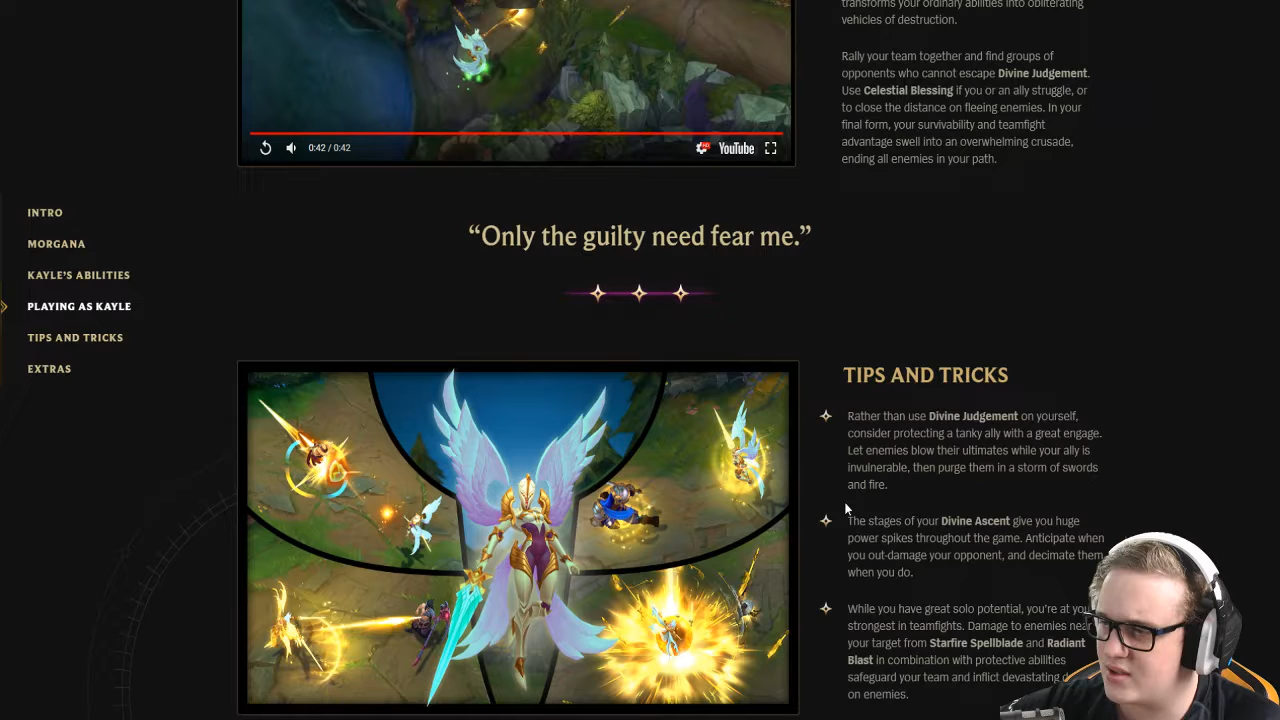 transforms your ordinary abilities into obliterating
vehicles of destruction.
Rally your team together and find groups of
opponents who cannot escape Divine Judgement.
Use Celestial Blessing if you or an ally struggle, or
to close the distance on fleeing enemies. In your
final form, your survivability and teamfight
advantage swell into an overwhelming crusade,
ending all enemies in your path.
0:42 / 0:42
HD
YouTube
“Only the guilty need fear me.”
INTRO
MORGANA
KAYLE'S ABILITIES
PLAYING AS KAYLE
TIPS AND TRICKS
EXTRAS
TIPS AND TRICKS
Rather than use Divine Judgement on yourself,
consider protecting a tanky ally with a great engage.
Let enemies blow their ultimates while your ally is
invulnerable, then purge them in a storm of swords
and fire.
The stages of your Divine Ascent give you huge
power spikes throughout the game. Anticipate when
you out-damage your opponent, and decimate them
when you do.
While you have great solo potential, you're at
strongest in teamfights. Damage to enemies
your target from Starfire Spellblade and Radiant
Blast in combination with protective abilities
safeguard your team and inflict devastating
on enemies.